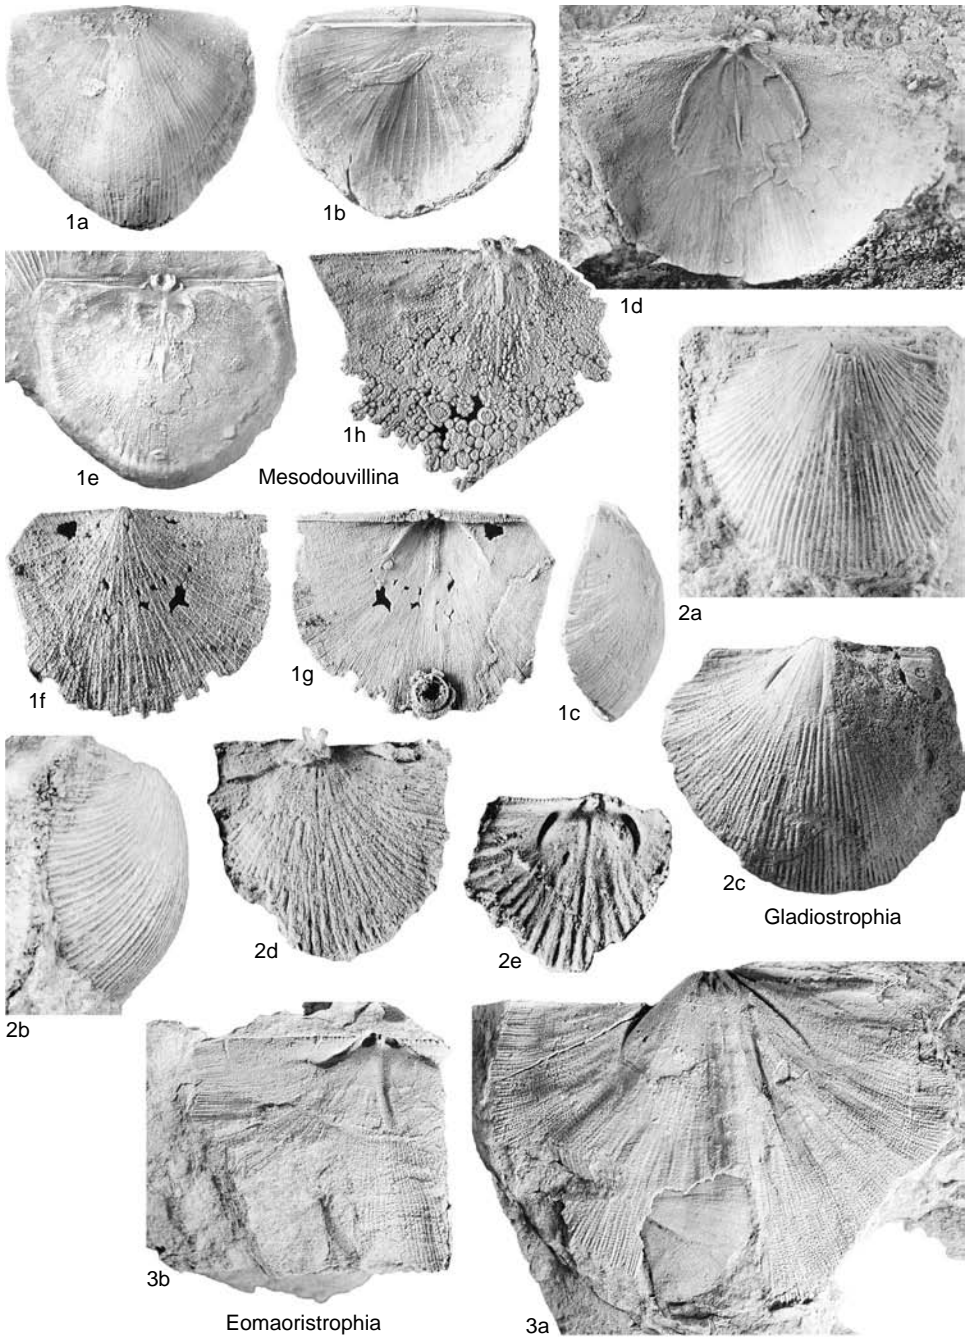 1a
1b
1d
1e
1h
Mesodouvillina
2a
1f
1g
1c
2b
2d
2e
2c
Gladiostrophia
3b
Eomaoristrophia
3a